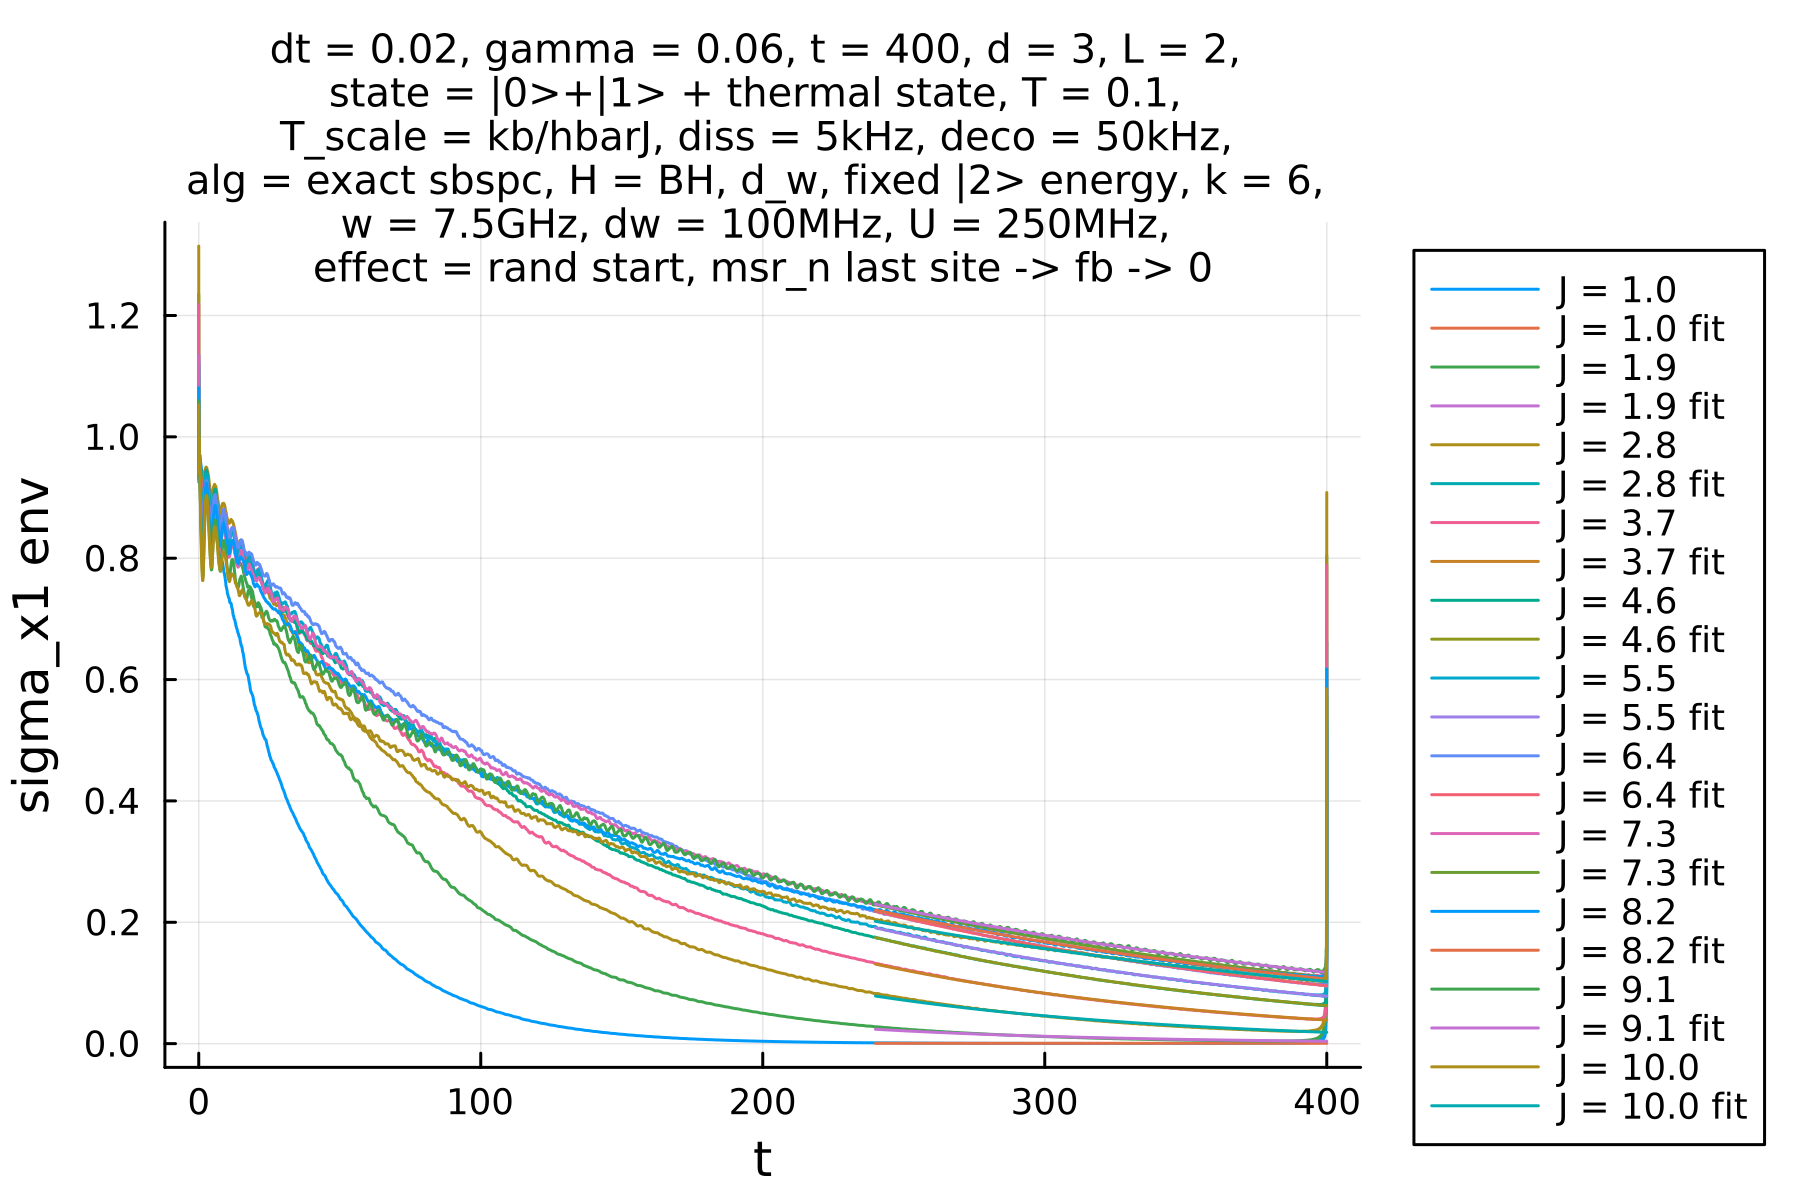 dt = 0.02, gamma = 0.06, t = 400, d = 3, L = 2,
state = |0>+|1> + thermal state, T = 0.1,
T_scale = kb/hbarJ, diss = 5kHz, deco = 50kHz,
alg = exact sbspc, H = BH, d_w, fixed |2> energy, k = 6,
w = 7.5GHz, dw = 100MHz, U = 250MHz,
effect = rand start, msr_n last site -> fb -> 0
sigma_x1 env
1.2
1.0
0.8
0.6
0.4
0.2
0.0
0
100
200
300
400
t
J = 1.0
J = 1.0 fit
J = 1.9
J = 1.9 fit
J = 2.8
J = 2.8 fit
J = 3.7
J = 3.7 fit
J = 4.6
J = 4.6 fit
J = 5.5
J = 5.5 fit
J = 6.4
J = 6.4 fit
J = 7.3
J = 7.3 fit
J = 8.2
J = 8.2 fit
J = 9.1
J = 9.1 fit
J = 10.0
J = 10.0 fit